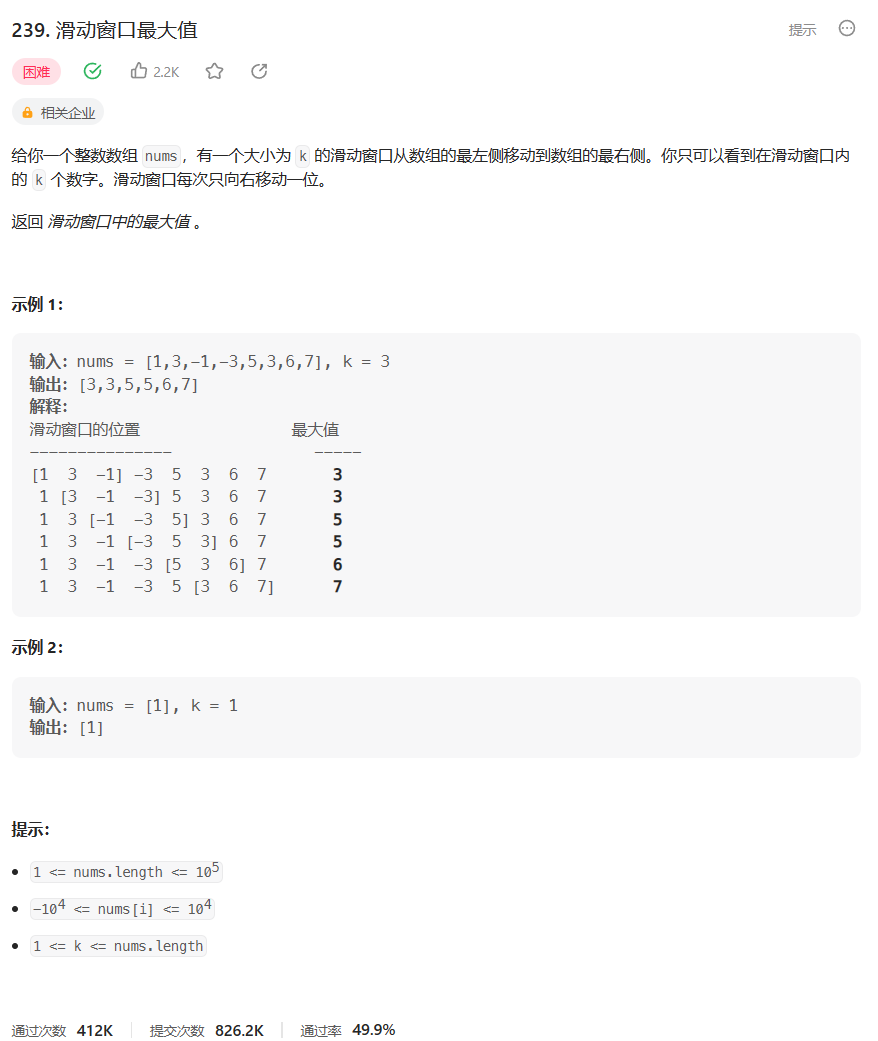 239. 滑动窗口最大值
提示
困难 2.2K
相关企业
给你一个整数数组 nums，有一个大小为 k 的滑动窗口从数组的最左侧移动到数组的最右侧。你只可以看到在滑动窗口内
的 k 个数字。滑动窗口每次只向右移动一位。
返回 滑动窗口中的最大值 。
示例 1：
输入：nums = [1,3,-1,-3,5,3,6,7], k = 3
输出：[3,3,5,5,6,7]
解释：
滑动窗口的位置 最大值
--------------- -----
[1 3 -1] -3 5 3 6 7 3
1 [3 -1 -3] 5 3 6 7 3
1 3 [-1 -3 5] 3 6 7 5
1 3 -1 [-3 5 3] 6 7 5
1 3 -1 -3 [5 3 6] 7 6
1 3 -1 -3 5 [3 6 7] 7
示例 2：
输入：nums = [1], k = 1
输出：[1]
提示：
• 1 <= nums.length <= 10⁵
• -10⁴ <= nums[i] <= 10⁴
• 1 <= k <= nums.length
通过次数 412K 提交次数 826.2K 通过率 49.9%